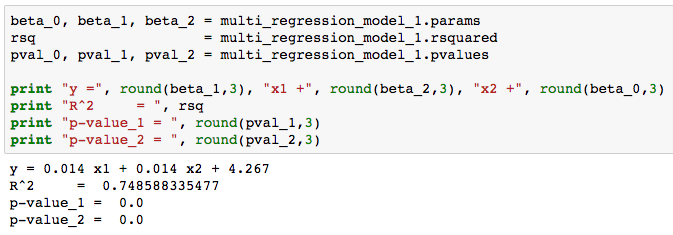 beta_0, beta_1, beta_2 = multi_regression_model_1.params
rsq                    = multi_regression_model_1.rsquared
pval_0, pval_1, pval_2 = multi_regression_model_1.pvalues

print "y =", round(beta_1,3), "x1 +", round(beta_2,3), "x2 +", round(beta_0,3)
print "R^2     = ", rsq
print "p-value_1 = ", round(pval_1,3)
print "p-value_2 = ", round(pval_2,3)

y = 0.014 x1 + 0.014 x2 + 4.267
R^2     =  0.748588335477
p-value_1 =  0.0
p-value_2 =  0.0